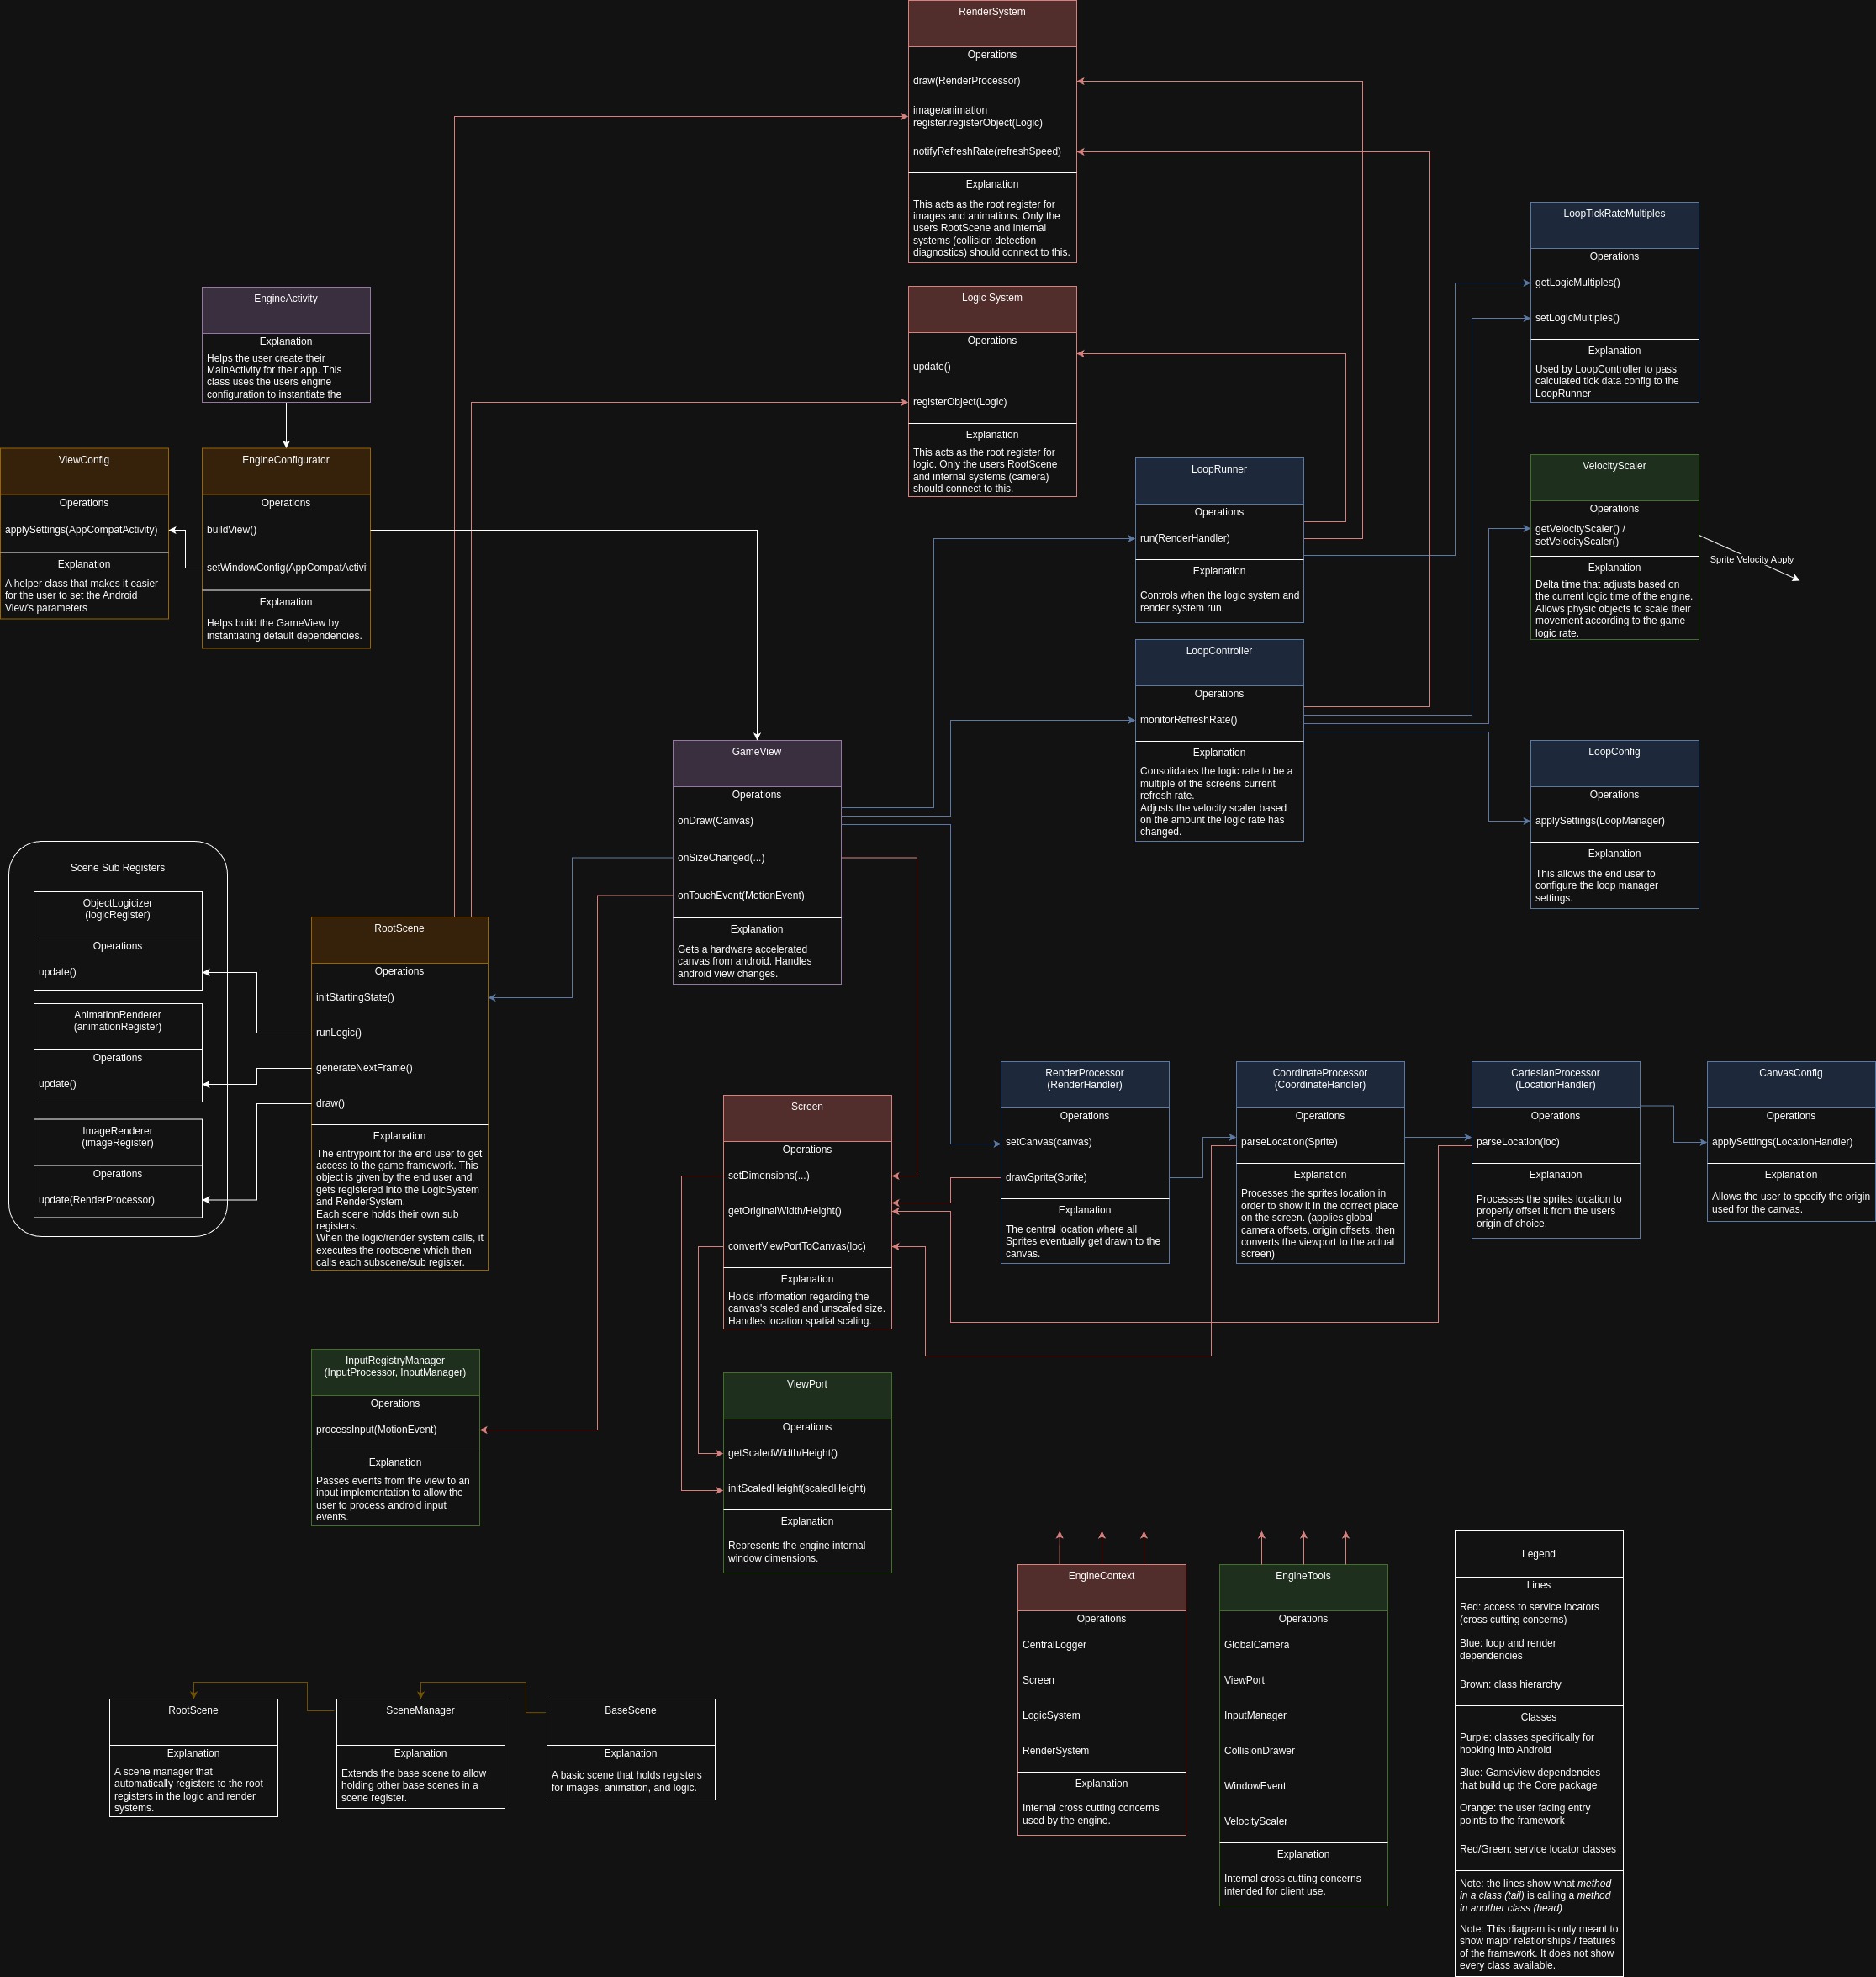 RenderSystem
Operations
draw(RenderProcessor)
image/animation
register.registerObject(Logic)
notifyRefreshRate(refreshSpeed)
Explanation
This acts as the root register for
images and animations. Only the
users RootScene and internal
systems (collision detection
diagnostics) should connect to this.
Logic System
Operations
update()
registerObject(Logic)
Explanation
This acts as the root register for
logic. Only the users RootScene
and internal systems (camera)
should connect to this.
LoopTickRateMultiples
Operations
getLogicMultiples()
setLogicMultiples()
Explanation
Used by LoopController to pass
calculated tick data config to the
LoopRunner
EngineActivity
Explanation
Helps the user create their
MainActivity for their app. This
class uses the users engine
configuration to instantiate the
ViewConfig
Operations
applySettings(AppCompatActivity)
Explanation
A helper class that makes it easier
for the user to set the Android
View's parameters
EngineConfigurator
Operations
buildView()
setWindowConfig(AppCompatActivi
Explanation
Helps build the GameView by
instantiating default dependencies.
LoopRunner
Operations
run(RenderHandler)
Explanation
Controls when the logic system and
render system run.
VelocityScaler
Operations
getVelocityScaler() /
setVelocityScaler()
Explanation
Delta time that adjusts based on
the current logic time of the engine.
Allows physic objects to scale their
movement according to the game
logic rate.
Sprite Velocity Apply
LoopController
Operations
monitorRefreshRate()
Explanation
Consolidates the logic rate to be a
multiple of the screens current
refresh rate.
Adjusts the velocity scaler based
on the amount the logic rate has
changed.
LoopConfig
Operations
applySettings(LoopManager)
Explanation
This allows the end user to
configure the loop manager
settings.
GameView
Operations
onDraw(Canvas)
onSizeChanged(...)
onTouchEvent(MotionEvent)
Explanation
Gets a hardware accelerated
canvas from android. Handles
android view changes.
Scene Sub Registers
ObjectLogicizer
(logicRegister)
Operations
update()
AnimationRenderer
(animationRegister)
Operations
update()
ImageRenderer
(imageRegister)
Operations
update(RenderProcessor)
RootScene
Operations
initStartingState()
runLogic()
generateNextFrame()
draw()
Explanation
The entrypoint for the end user to get
access to the game framework. This
object is given by the end user and
gets registered into the LogicSystem
and RenderSystem.
Each scene holds their own sub
registers.
When the logic/render system calls, it
executes the rootscene which then
calls each subscene/sub register.
Screen
Operations
setDimensions(...)
getOriginalWidth/Height()
convertViewPortToCanvas(loc)
Explanation
Holds information regarding the
canvas's scaled and unscaled size.
Handles location spatial scaling.
RenderProcessor
(RenderHandler)
Operations
setCanvas(canvas)
drawSprite(Sprite)
Explanation
The central location where all
Sprites eventually get drawn to the
canvas.
CoordinateProcessor
(CoordinateHandler)
Operations
parseLocation(Sprite)
Explanation
Processes the sprites location in
order to show it in the correct place
on the screen. (applies global
camera offsets, origin offsets, then
converts the viewport to the actual
screen)
CartesianProcessor
(LocationHandler)
Operations
parseLocation(loc)
Explanation
Processes the sprites location to
properly offset it from the users
origin of choice.
CanvasConfig
Operations
applySettings(LocationHandler)
Explanation
Allows the user to specify the origin
used for the canvas.
InputRegistryManager
(InputProcessor, InputManager)
Operations
processInput(MotionEvent)
Explanation
Passes events from the view to an
input implementation to allow the
user to process android input
events.
ViewPort
Operations
getScaledWidth/Height()
initScaledHeight(scaledHeight)
Explanation
Represents the engine internal
window dimensions.
RootScene
Explanation
A scene manager that
automatically registers to the root
registers in the logic and render
systems.
SceneManager
Explanation
Extends the base scene to allow
holding other base scenes in a
scene register.
BaseScene
Explanation
A basic scene that holds registers
for images, animation, and logic.
EngineContext
Operations
CentralLogger
Screen
LogicSystem
RenderSystem
Explanation
Internal cross cutting concerns
used by the engine.
EngineTools
Operations
GlobalCamera
ViewPort
InputManager
CollisionDrawer
WindowEvent
VelocityScaler
Explanation
Internal cross cutting concerns
intended for client use.
Legend
Lines
Red: access to service locators
(cross cutting concerns)
Blue: loop and render
dependencies
Brown: class hierarchy
Classes
Purple: classes specifically for
hooking into Android
Blue: GameView dependencies
that build up the Core package
Orange: the user facing entry
points to the framework
Red/Green: service locator classes
Note: the lines show what method
in a class (tail) is calling a method
in another class (head)
Note: This diagram is only meant to
show major relationships / features
of the framework. It does not show
every class available.